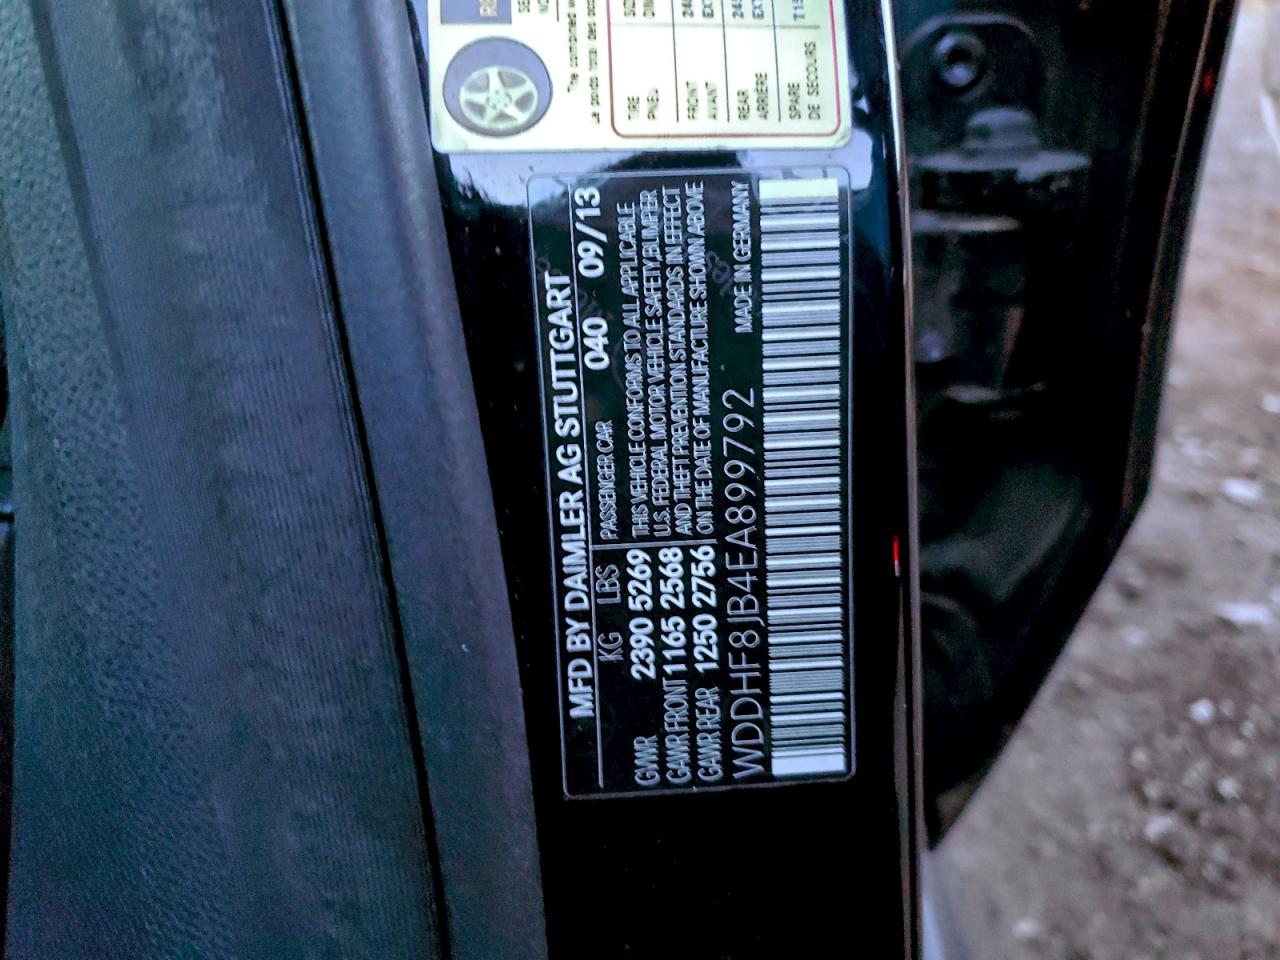 TIRE
PNEU
FRONT
AVANT
REAR
ARRIÈRE
SPARE
DE SECOURS
MFD BY DAIMLER AG STUTTGART
040 09/13
KG LBS
GVWR 2390 5269
GAWR FRONT 1165 2568
GAWR REAR 1250 2756
PASSENGER CAR
THIS VEHICLE CONFORMS TO ALL APPLICABLE
U.S. FEDERAL MOTOR VEHICLE SAFETY,BUMPER
AND THEFT PREVENTION STANDARDS IN EFFECT
ON THE DATE OF MANUFACTURE SHOWN ABOVE
WDDHF8JB4EA899792 MADE IN GERMANY